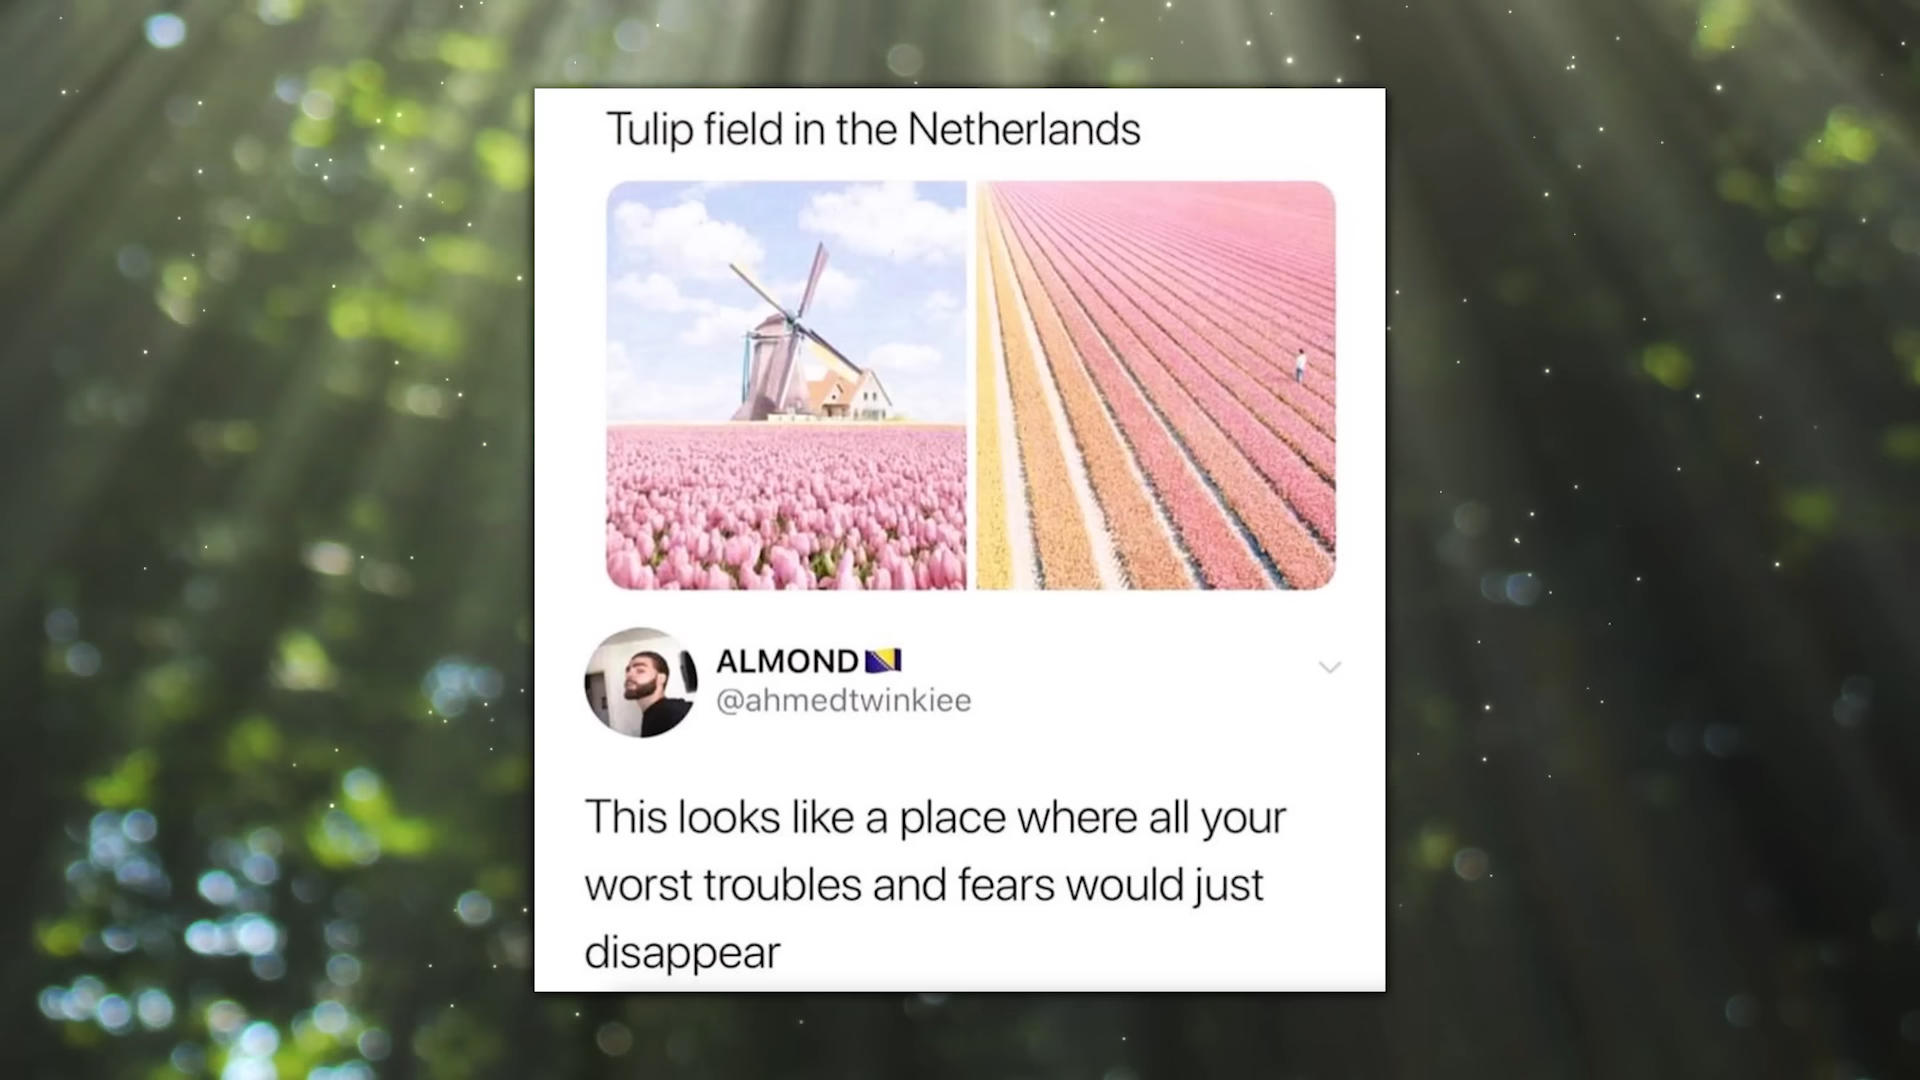 Tulip field in the Netherlands
ALMOND🇧🇦
@ahmedtwinkiee
This looks like a place where all your
worst troubles and fears would just
disappear